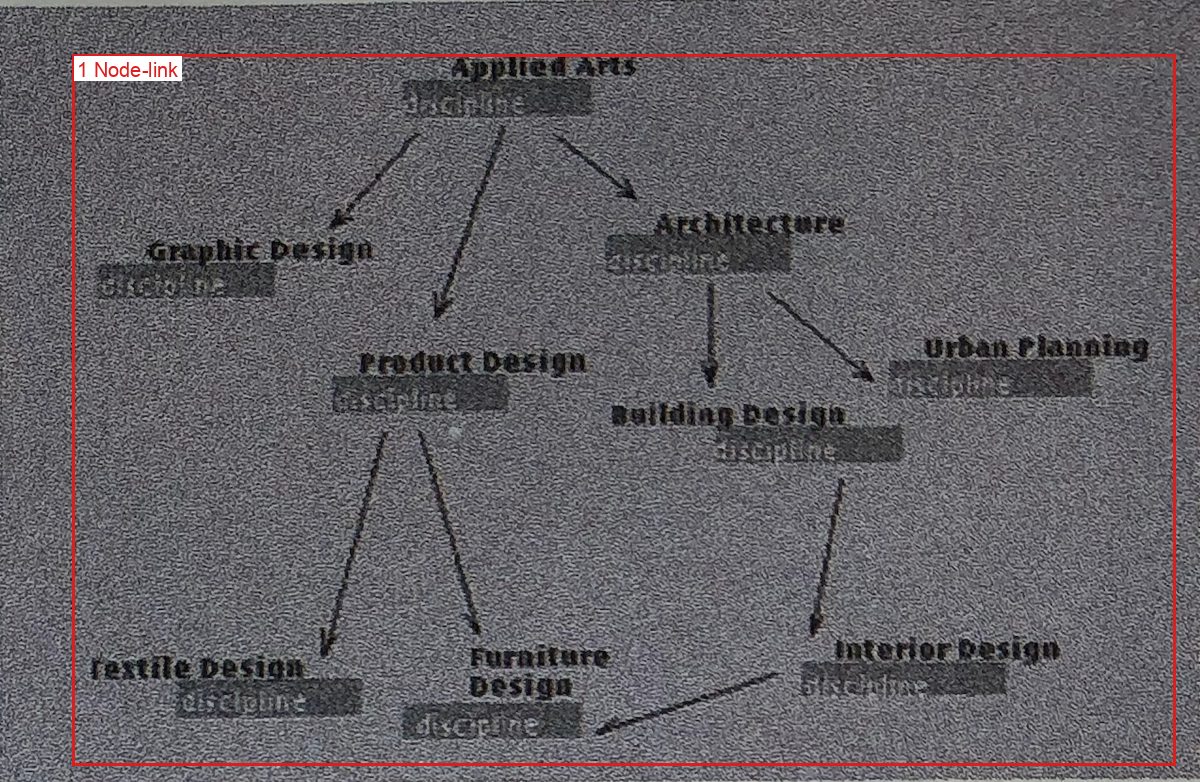 1 Node-link
Applied Arts
discipline
Graphic Design
discipline
Architecture
discipline
Product Design
discipline
Urban Planning
discipline
Building Design
discipline
Textile Design
discipline
Furniture
Design
discipline
Interior Design
discipline